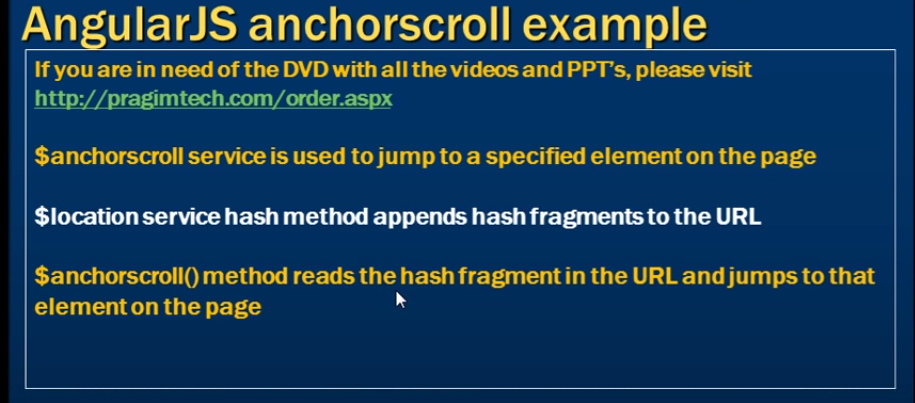 AngularJS anchorscroll example
If you are in need of the DVD with all the videos and PPT's, please visit
http://pragimtech.com/order.aspx
$anchorscroll service is used to jump to a specified element on the page
$location service hash method appends hash fragments to the URL
$anchorscroll() method reads the hash fragment in the URL and jumps to that
element on the page